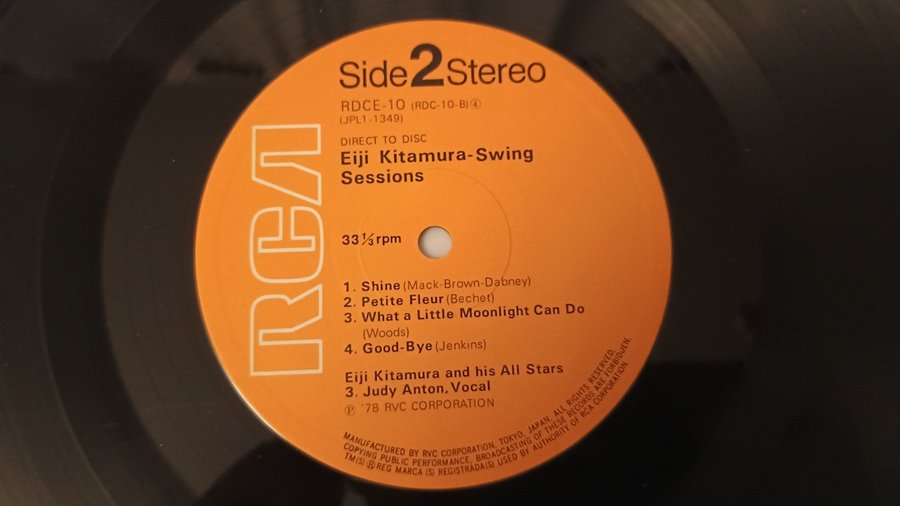 Side 2 Stereo
RDCE-10 (RDC-10-B)④
(JPL1-1349)
DIRECT TO DISC
Eiji Kitamura-Swing
Sessions
RCA
33 1/3 rpm
1. Shine (Mack-Brown-Dabney)
2. Petite Fleur (Bechet)
3. What a Little Moonlight Can Do
(Woods)
4. Good-Bye (Jenkins)
Eiji Kitamura and his All Stars
3. Judy Anton, Vocal
Ⓟ '78 RVC CORPORATION
MANUFACTURED BY RVC CORPORATION, TOKYO, JAPAN. ALL RIGHTS RESERVED,
COPYING PUBLIC PERFORMANCE, BROADCASTING OF THESE RECORDS ARE FORBIDDEN.
TM(S) ® REG MARCA (S) REGISTRADA(S) USED BY AUTHORITY OF RCA CORPORATION.